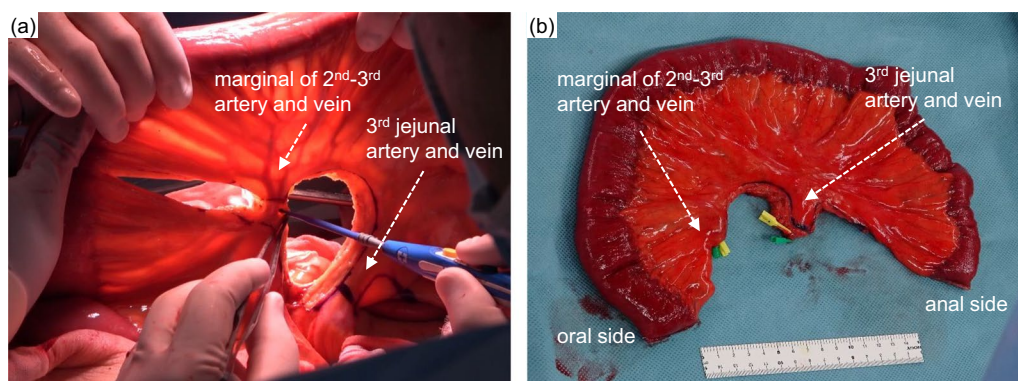 (a)
marginal of 2nd-3rd
artery and vein
3rd jejunal
artery and vein
(b)
marginal of 2nd-3rd
artery and vein
3rd jejunal
artery and vein
oral side
anal side